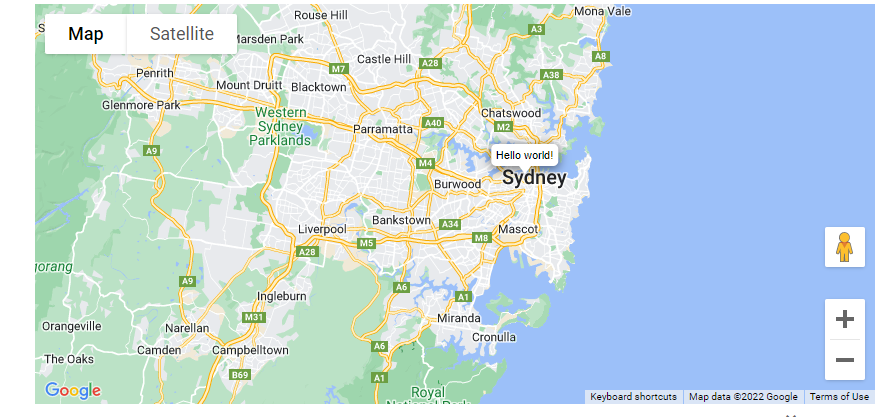 Rouse Hill
Mona Vale
S
Map
Satellite
A3
Marsden Park
Castle Hill
A28
A8
M7
A38
Penrith
Mount Druitt
Blacktown
Glenmore Park
Western
Sydney
Parklands
Chatswood
A40
M2
Parramatta
A9
Hello world!
M4
Sydney
Burwood
Bankstown
A34
Liverpool
Mascot
M5
M8
A28
gorang
A9
A6
A1
Ingleburn
M31
Miranda
Orangeville
Narellan
Cronulla
A6
Camden
Campbelltown
The Oaks
B69
A1
Google
Royal
National Park
Keyboard shortcuts
Map data ©2022 Google
Terms of Use